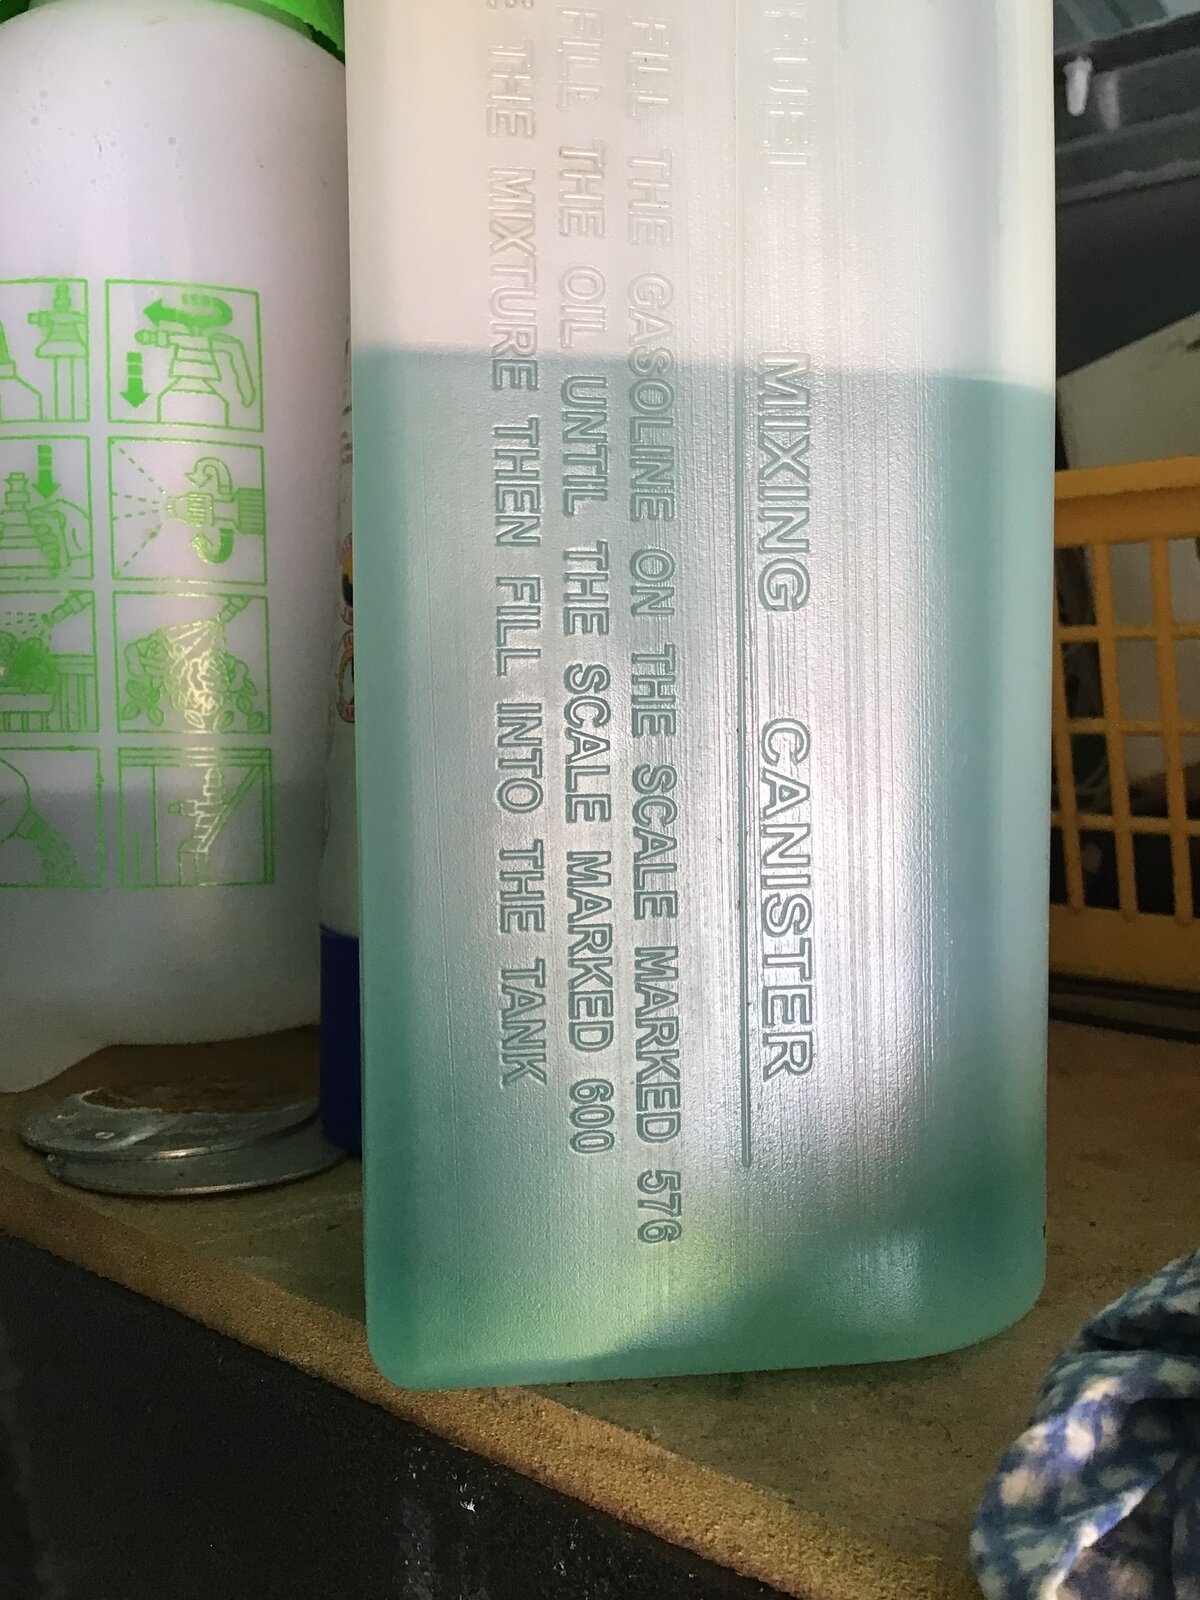 FUEL MIXING CANISTER
FILL THE GASOLINE ON THE SCALE MARKED 576
FILL THE OIL UNTIL THE SCALE MARKED 600
THE MIXTURE THEN FILL INTO THE TANK